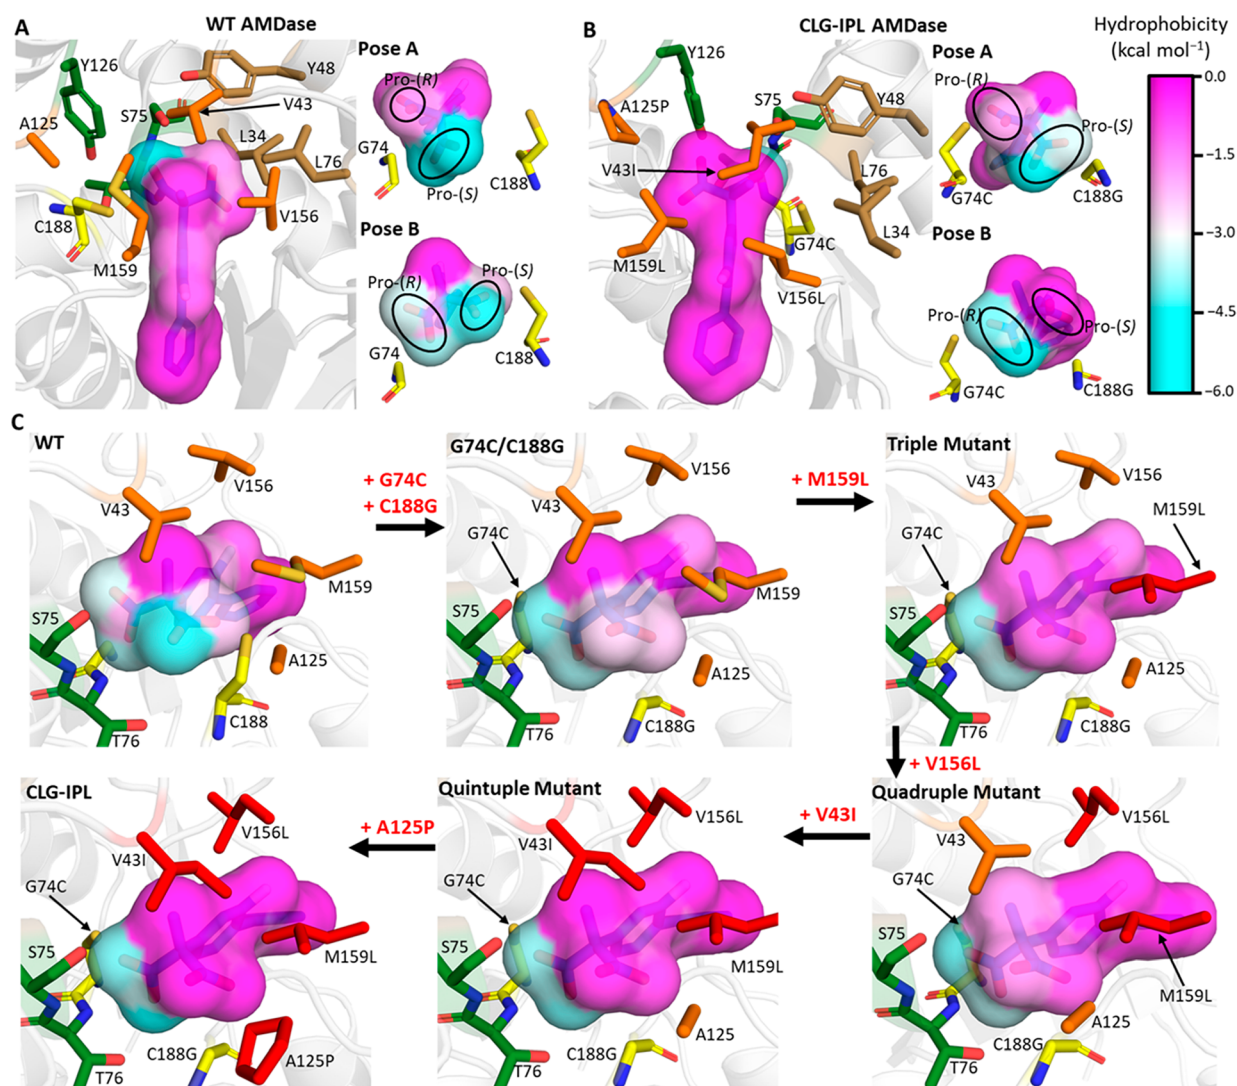 A
WT AMDase
Y126
Y48
A125
S75
V43
L34
L76
C188
V156
M159
Pose A
Pro-(R)
G74
C188
Pro-(S)
Pose B
Pro-(R)
Pro-(S)
G74
C188
B
CLG-IPL AMDase
Y126
A125P
S75
Y48
V43I
L76
L34
G74C
M159L
V156L
Pose A
Pro-(R)
Pro-(S)
G74C
C188G
Pose B
Pro-(R)
Pro-(S)
G74C
C188G
Hydrophobicity
(kcal mol⁻¹)
0.0
−1.5
−3.0
−4.5
−6.0
C
WT
V156
V43
M159
S75
A125
C188
T76
+ G74C
+ C188G
G74C/C188G
V156
V43
G74C
M159
S75
A125
C188G
T76
+ M159L
Triple Mutant
V156
V43
M159L
G74C
S75
A125
C188G
T76
+ V156L
Quadruple Mutant
V156L
V43
G74C
S75
M159L
A125
C188G
T76
+ V43I
Quintuple Mutant
V156L
V43I
G74C
S75
M159L
A125
C188G
T76
+ A125P
CLG-IPL
V156L
V43I
G74C
S75
M159L
C188G
A125P
T76